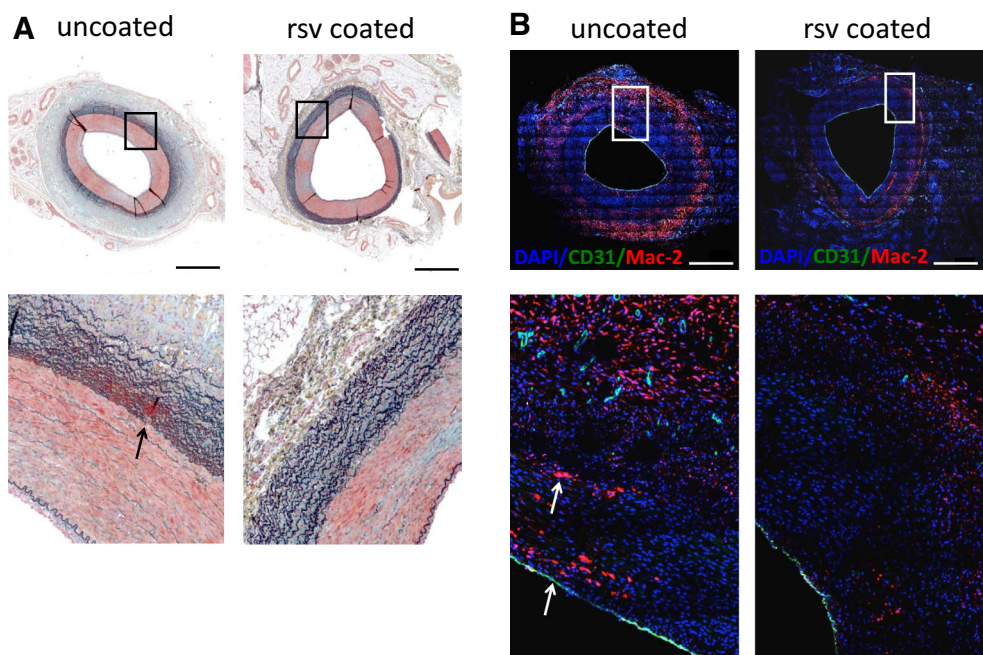 A
uncoated
rsv coated
B
uncoated
rsv coated
DAPI/CD31/Mac-2
DAPI/CD31/Mac-2